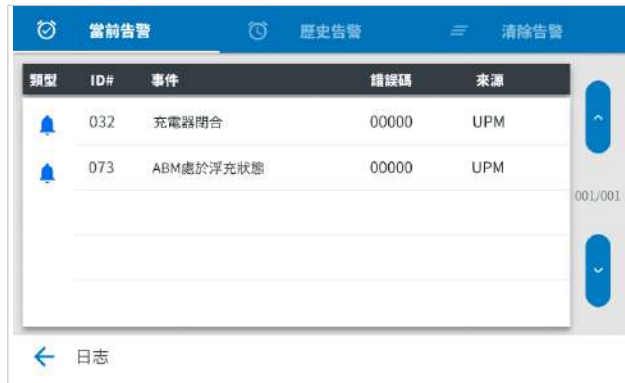 當前告警 歷史告警 清除告警
類型 ID# 事件 錯誤碼 來源
032 充電器閉合 00000 UPM
073 ABM處於浮充狀態 00000 UPM
001/001
日志